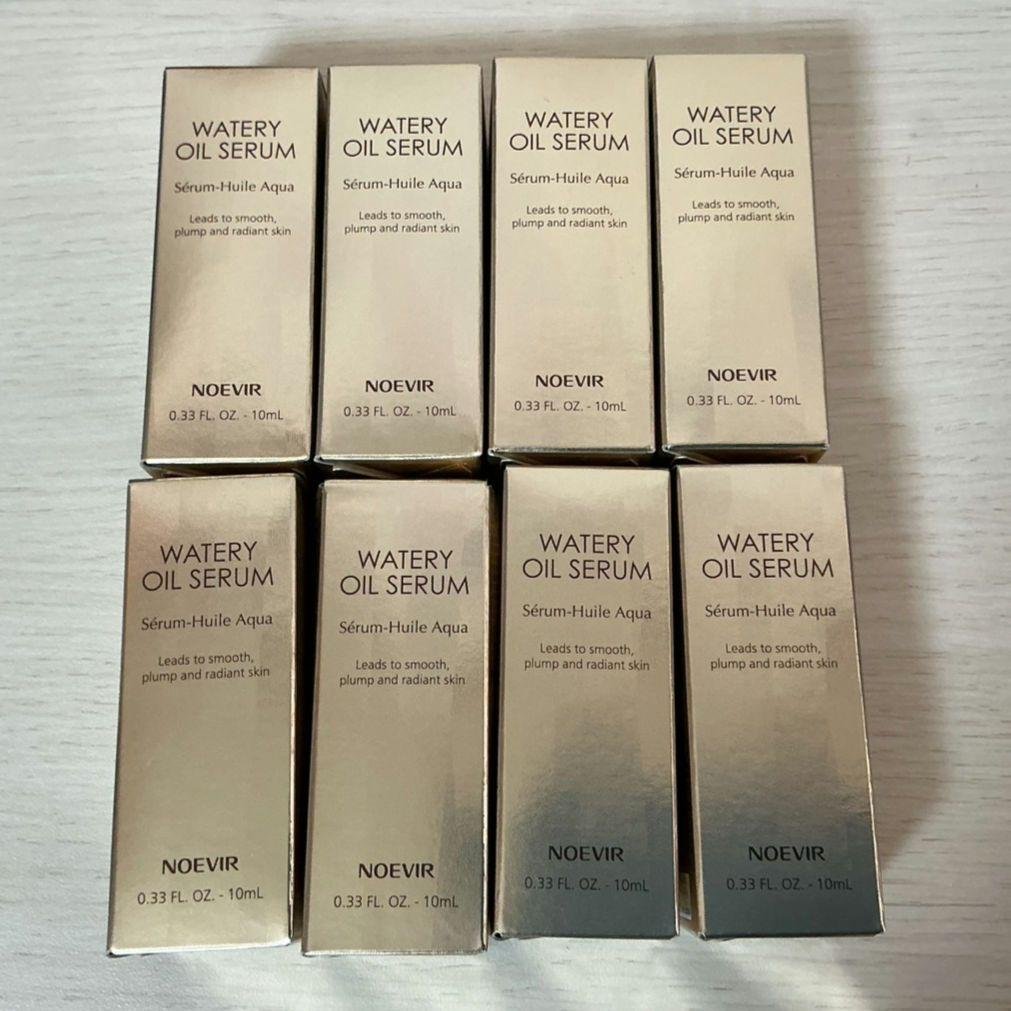 WATERY
OIL SERUM
Sérum-Huile Aqua
Leads to smooth,
plump and radiant skin
NOEVIR
0.33 FL. OZ. - 10mL
WATERY
OIL SERUM
Sérum-Huile Aqua
Leads to smooth,
plump and radiant skin
NOEVIR
0.33 FL. OZ. - 10mL
WATERY
OIL SERUM
Sérum-Huile Aqua
Leads to smooth,
plump and radiant skin
NOEVIR
0.33 FL. OZ. - 10mL
WATERY
OIL SERUM
Sérum-Huile Aqua
Leads to smooth,
plump and radiant skin
NOEVIR
0.33 FL. OZ. - 10mL
WATERY
OIL SERUM
Sérum-Huile Aqua
Leads to smooth,
plump and radiant skin
NOEVIR
0.33 FL. OZ. - 10mL
WATERY
OIL SERUM
Sérum-Huile Aqua
Leads to smooth,
plump and radiant skin
NOEVIR
0.33 FL. OZ. - 10mL
WATERY
OIL SERUM
Sérum-Huile Aqua
Leads to smooth,
plump and radiant skin
NOEVIR
0.33 FL. OZ. - 10mL
WATERY
OIL SERUM
Sérum-Huile Aqua
Leads to smooth,
plump and radiant skin
NOEVIR
0.33 FL. OZ. - 10mL